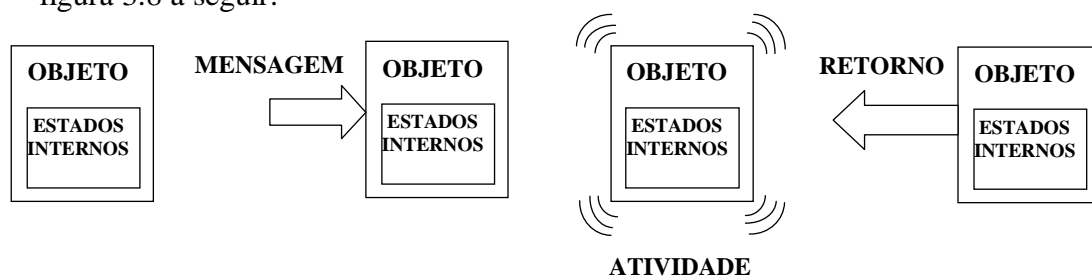 figura 3.8 a seguir:
OBJETO
ESTADOS
INTERNOS
MENSAGEM
OBJETO
ESTADOS
INTERNOS
OBJETO
ESTADOS
INTERNOS
ATIVIDADE
RETORNO
OBJETO
ESTADOS
INTERNOS